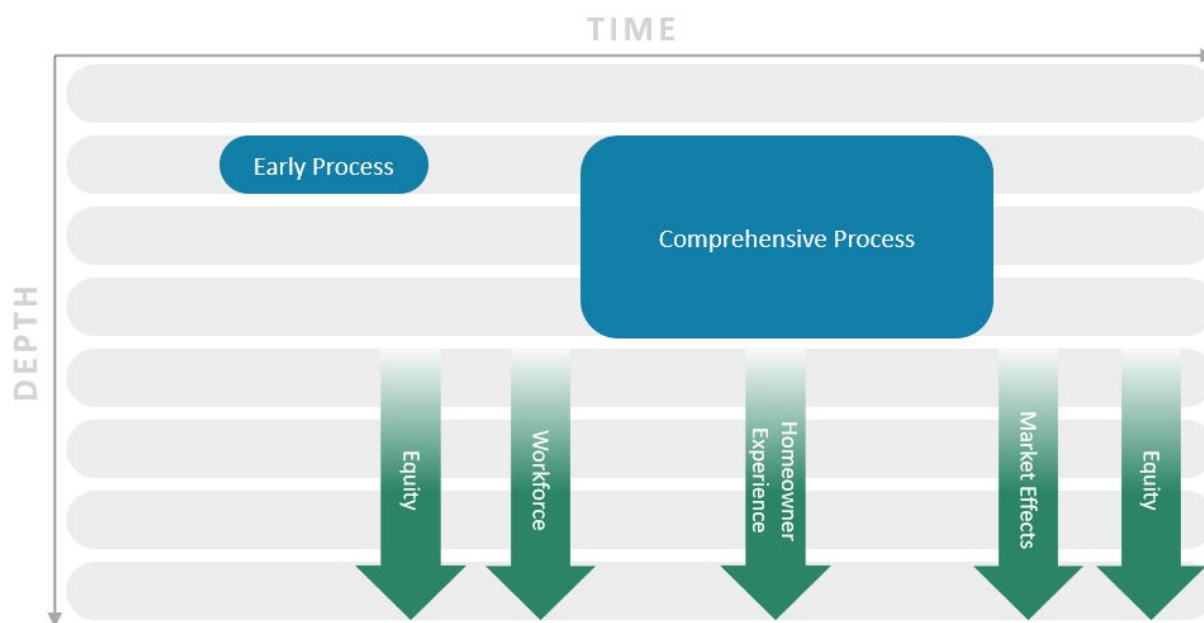 TIME
DEPTH
Early Process
Comprehensive Process
Equity
Workforce
Homeowner
Experience
Market Effects
Equity